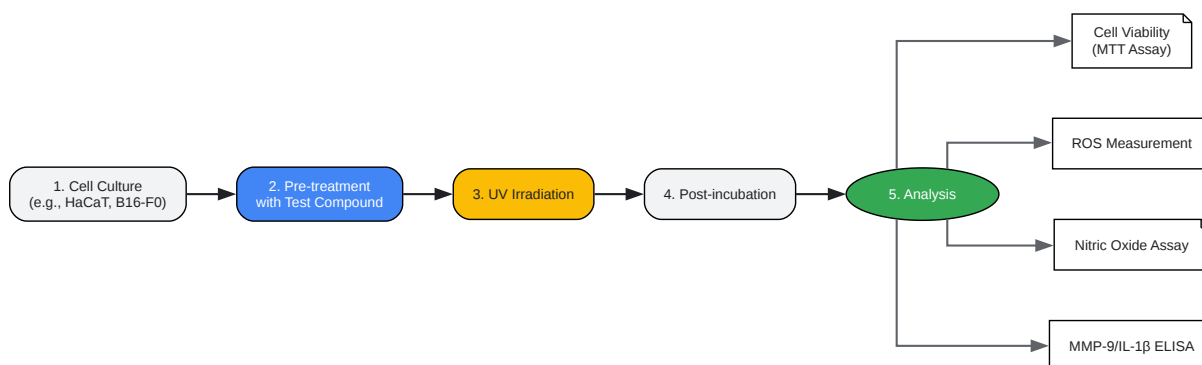 1. Cell Culture
(e.g., HaCaT, B16-F0)
2. Pre-treatment
with Test Compound
3. UV Irradiation
4. Post-incubation
5. Analysis
Cell Viability
(MTT Assay)
ROS Measurement
Nitric Oxide Assay
MMP-9/IL-1β ELISA